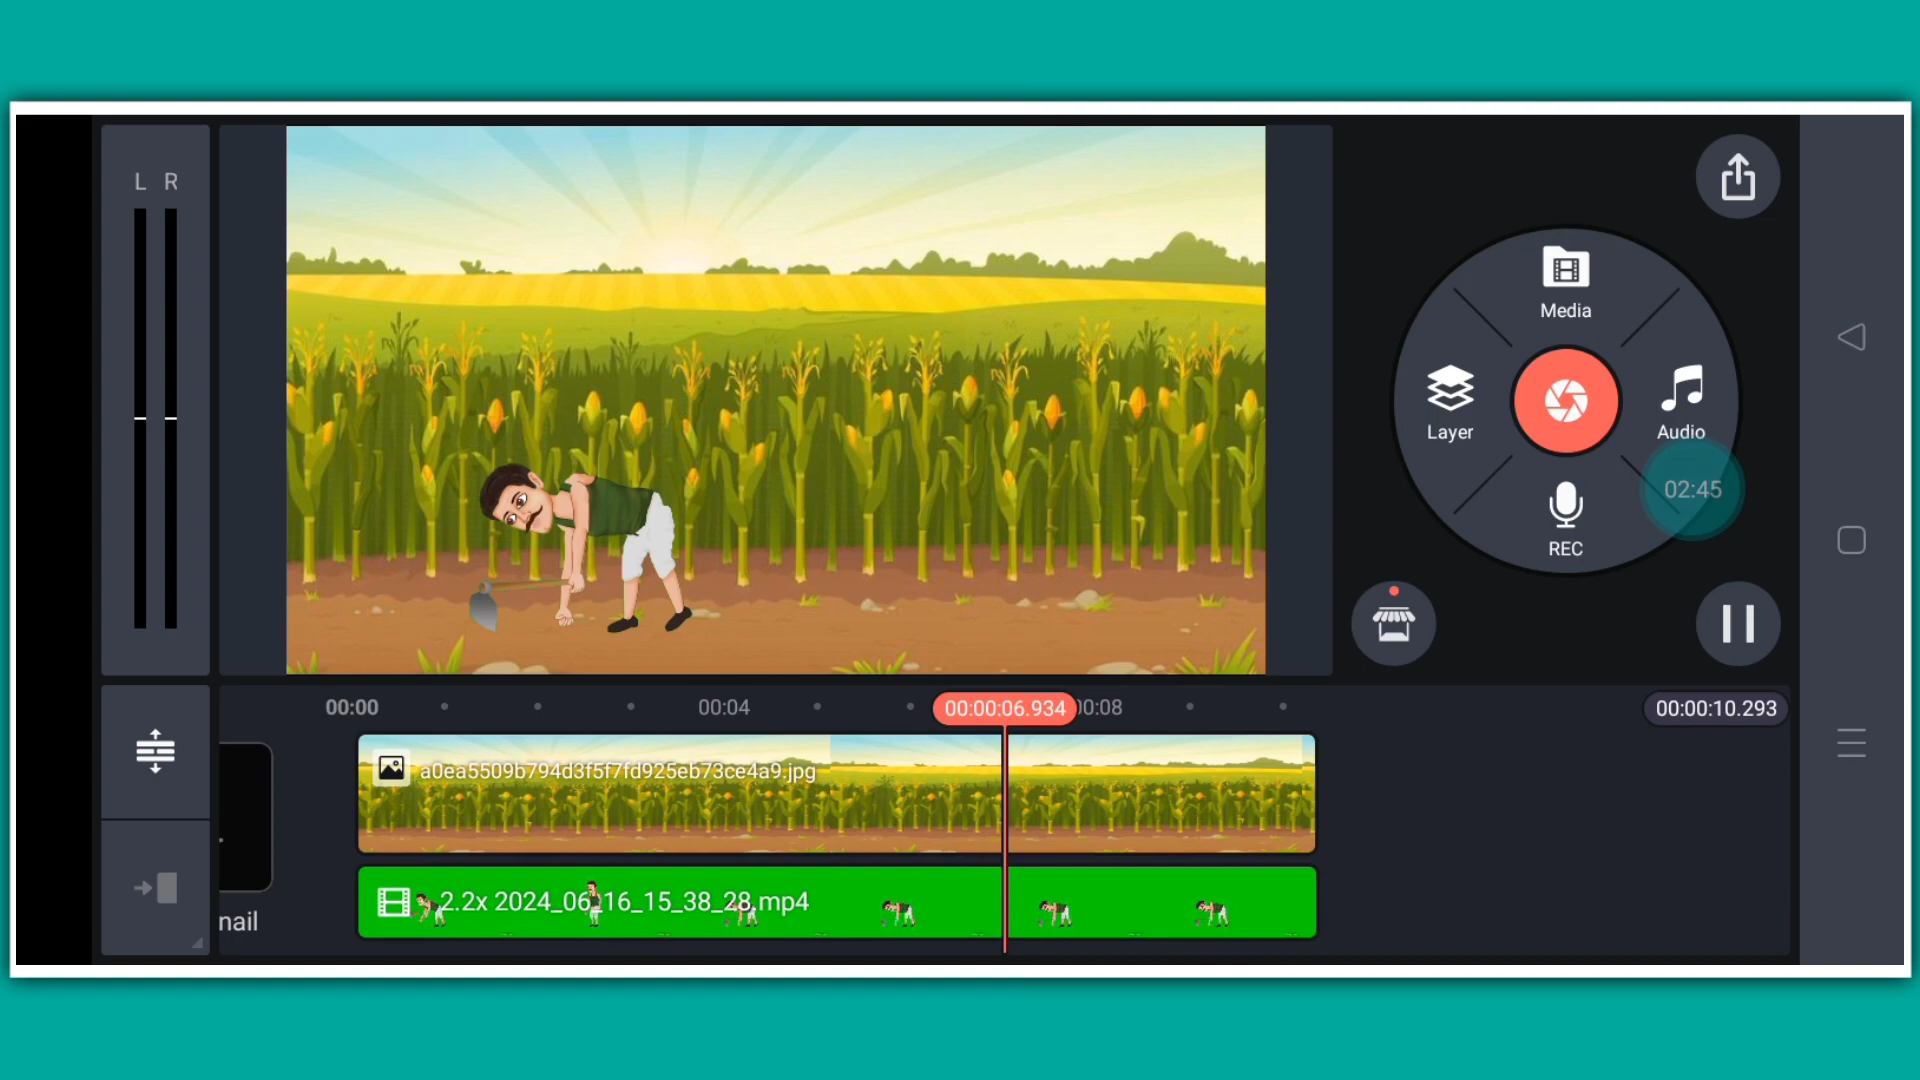 L R
Media
Layer
Audio
02:45
REC
00:00
00:04
00:00:06.934
00:08
00:00:10.293
a0ea5509b794d3f5f7fd925eb73ce4a9.jpg
2.2x 2024_06_16_15_38_28.mp4
nail